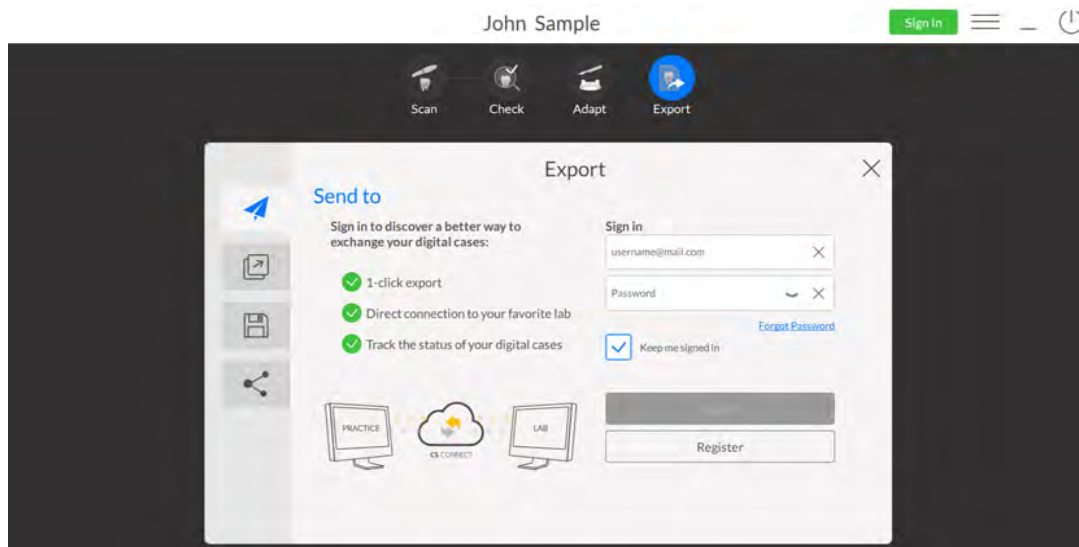 John Sample
Sign In
Scan
Check
Adapt
Export
Export
Send to
Sign in to discover a better way to
exchange your digital cases:
1-click export
Direct connection to your favorite lab
Track the status of your digital cases
PRACTICE
CS CONNECT
LAB
Sign in
username@mail.com
Password
Forgot Password
Keep me signed in
Register